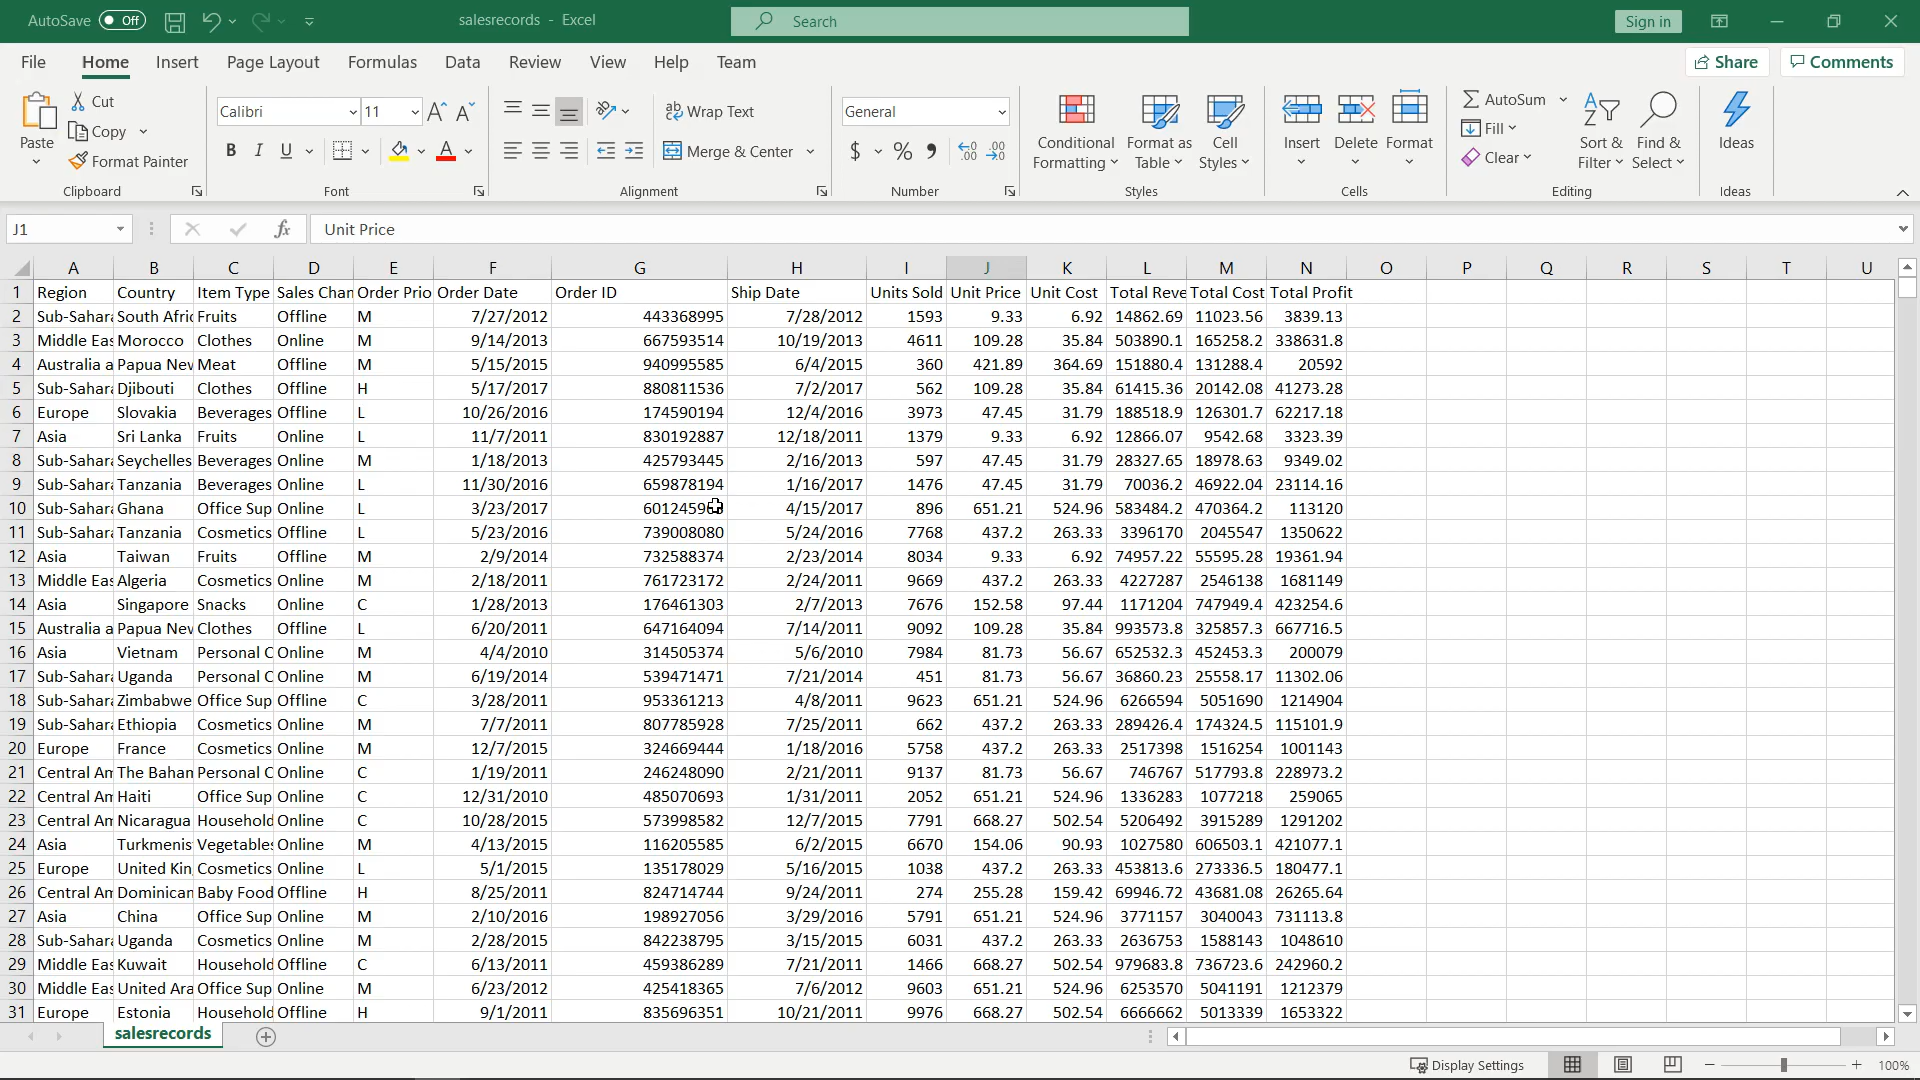 AutoSave Off salesrecords - Excel Search Sign in
File Home Insert Page Layout Formulas Data Review View Help Team Share Comments
Paste Cut Copy Format Painter Clipboard
Calibri 11 B I U Font
Wrap Text Merge & Center Alignment
General $ % Number
Conditional Formatting Format as Table Cell Styles Styles
Insert Delete Format Cells
AutoSum Fill Clear Sort & Filter Find & Select Editing
Ideas Ideas
J1 fx Unit Price
A B C D E F G H I J K L M N O P Q R S T U
1 Region Country Item Type Sales Chan Order Prio Order Date Order ID Ship Date Units Sold Unit Price Unit Cost Total Reve Total Cost Total Profit
2 Sub-Sahara South Afric Fruits Offline M 7/27/2012 443368995 7/28/2012 1593 9.33 6.92 14862.69 11023.56 3839.13
3 Middle Eas Morocco Clothes Online M 9/14/2013 667593514 10/19/2013 4611 109.28 35.84 503890.1 165258.2 338631.8
4 Australia a Papua New Meat Offline M 5/15/2015 940995585 6/4/2015 360 421.89 364.69 151880.4 131288.4 20592
5 Sub-Sahara Djibouti Clothes Offline H 5/17/2017 880811536 7/2/2017 562 109.28 35.84 61415.36 20142.08 41273.28
6 Europe Slovakia Beverages Offline L 10/26/2016 174590194 12/4/2016 3973 47.45 31.79 188518.9 126301.7 62217.18
7 Asia Sri Lanka Fruits Online L 11/7/2011 830192887 12/18/2011 1379 9.33 6.92 12866.07 9542.68 3323.39
8 Sub-Sahara Seychelles Beverages Online M 1/18/2013 425793445 2/16/2013 597 47.45 31.79 28327.65 18978.63 9349.02
9 Sub-Sahara Tanzania Beverages Online L 11/30/2016 659878194 1/16/2017 1476 47.45 31.79 70036.2 46922.04 23114.16
10 Sub-Sahara Ghana Office Sup Online L 3/23/2017 4/15/2017 896 651.21 524.96 583484.2 470364.2 113120
11 Sub-Sahara Tanzania Cosmetics Offline L 5/23/2016 739008080 5/24/2016 7768 437.2 263.33 3396170 2045547 1350622
12 Asia Taiwan Fruits Offline M 2/9/2014 732588374 2/23/2014 8034 9.33 6.92 74957.22 55595.28 19361.94
13 Middle Eas Algeria Cosmetics Online M 2/18/2011 761723172 2/24/2011 9669 437.2 263.33 4227287 2546138 1681149
14 Asia Singapore Snacks Online C 1/28/2013 176461303 2/7/2013 7676 152.58 97.44 1171204 747949.4 423254.6
15 Australia a Papua New Clothes Offline L 6/20/2011 647164094 7/14/2011 9092 109.28 35.84 993573.8 325857.3 667716.5
16 Asia Vietnam Personal C Online M 4/4/2010 314505374 5/6/2010 7984 81.73 56.67 652532.3 452453.3 200079
17 Sub-Sahara Uganda Personal C Online M 6/19/2014 539471471 7/21/2014 451 81.73 56.67 36860.23 25558.17 11302.06
18 Sub-Sahara Zimbabwe Office Sup Offline C 3/28/2011 953361213 4/8/2011 9623 651.21 524.96 6266594 5051690 1214904
19 Sub-Sahara Ethiopia Cosmetics Online M 7/7/2011 807785928 7/25/2011 662 437.2 263.33 289426.4 174324.5 115101.9
20 Europe France Cosmetics Online M 12/7/2015 324669444 1/18/2016 5758 437.2 263.33 2517398 1516254 1001143
21 Central Am The Baham Personal C Online C 1/19/2011 246248090 2/21/2011 9137 81.73 56.67 746767 517793.8 228973.2
22 Central Am Haiti Office Sup Online C 12/31/2010 485070693 1/31/2011 2052 651.21 524.96 1336283 1077218 259065
23 Central Am Nicaragua Household Online C 10/28/2015 573998582 12/7/2015 7791 668.27 502.54 5206492 3915289 1291202
24 Asia Turkmenis Vegetables Online M 4/13/2015 116205585 6/2/2015 6670 154.06 90.93 1027580 606503.1 421077.1
25 Europe United Kin Cosmetics Online L 5/1/2015 135178029 5/16/2015 1038 437.2 263.33 453813.6 273336.5 180477.1
26 Central Am Dominican Baby Food Offline H 8/25/2011 824714744 9/24/2011 274 255.28 159.42 69946.72 43681.08 26265.64
27 Asia China Office Sup Online M 2/10/2016 198927056 3/29/2016 5791 651.21 524.96 3771157 3040043 731113.8
28 Sub-Sahara Uganda Cosmetics Online M 2/28/2015 842238795 3/15/2015 6031 437.2 263.33 2636753 1588143 1048610
29 Middle Eas Kuwait Household Offline C 6/13/2011 459386289 7/21/2011 1466 668.27 502.54 979683.8 736723.6 242960.2
30 Middle Eas United Ara Office Sup Online M 6/23/2012 425418365 7/6/2012 9603 651.21 524.96 6253570 5041191 1212379
31 Europe Estonia Household Offline H 9/1/2011 835696351 10/21/2011 9976 668.27 502.54 6666662 5013339 1653322
salesrecords
Display Settings 100%